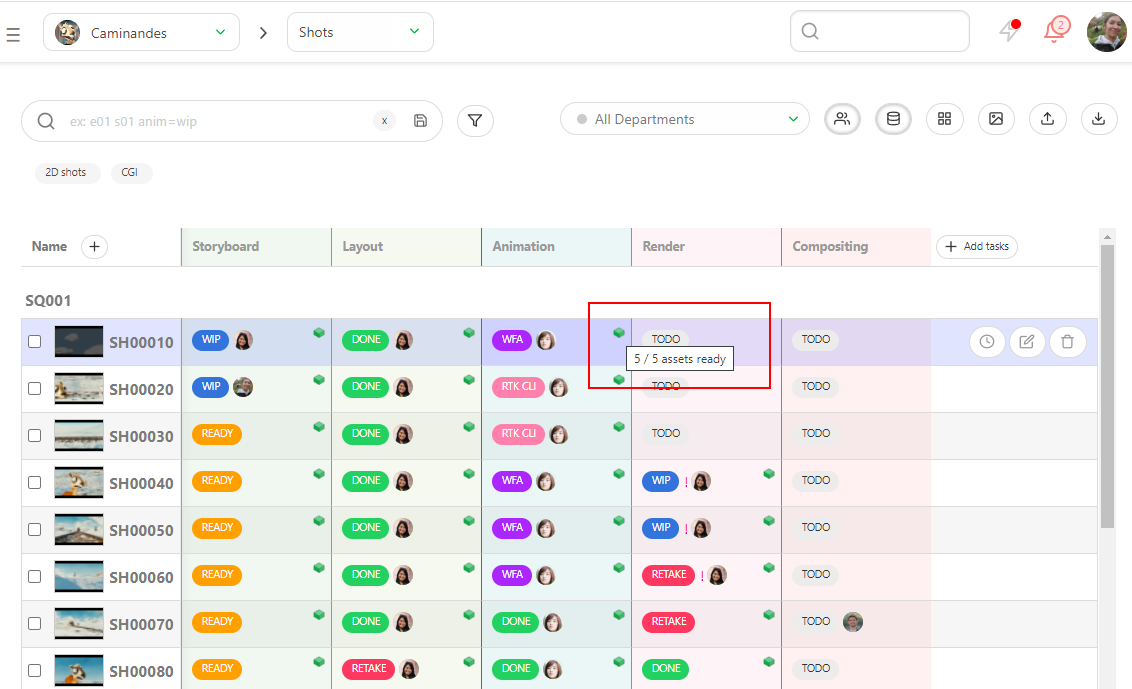 Caminandes
Shots
2
ex: e01 s01 anim=wip
x
All Departments
2D shots CGI
Name Storyboard Layout Animation Render Compositing Add tasks
SQ001
SH00010 WIP DONE WFA TODO TODO
5 / 5 assets ready
SH00020 WIP DONE RTK CLI TODO TODO
SH00030 READY DONE RTK CLI TODO TODO
SH00040 READY DONE WFA WIP ! TODO
SH00050 READY DONE WFA WIP ! TODO
SH00060 READY DONE WFA RETAKE ! TODO
SH00070 READY DONE DONE RETAKE TODO
SH00080 READY RETAKE DONE DONE TODO